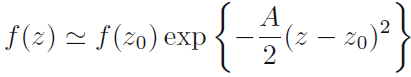 f(z) ≃ f(z₀) exp { −A/2 (z − z₀)² }